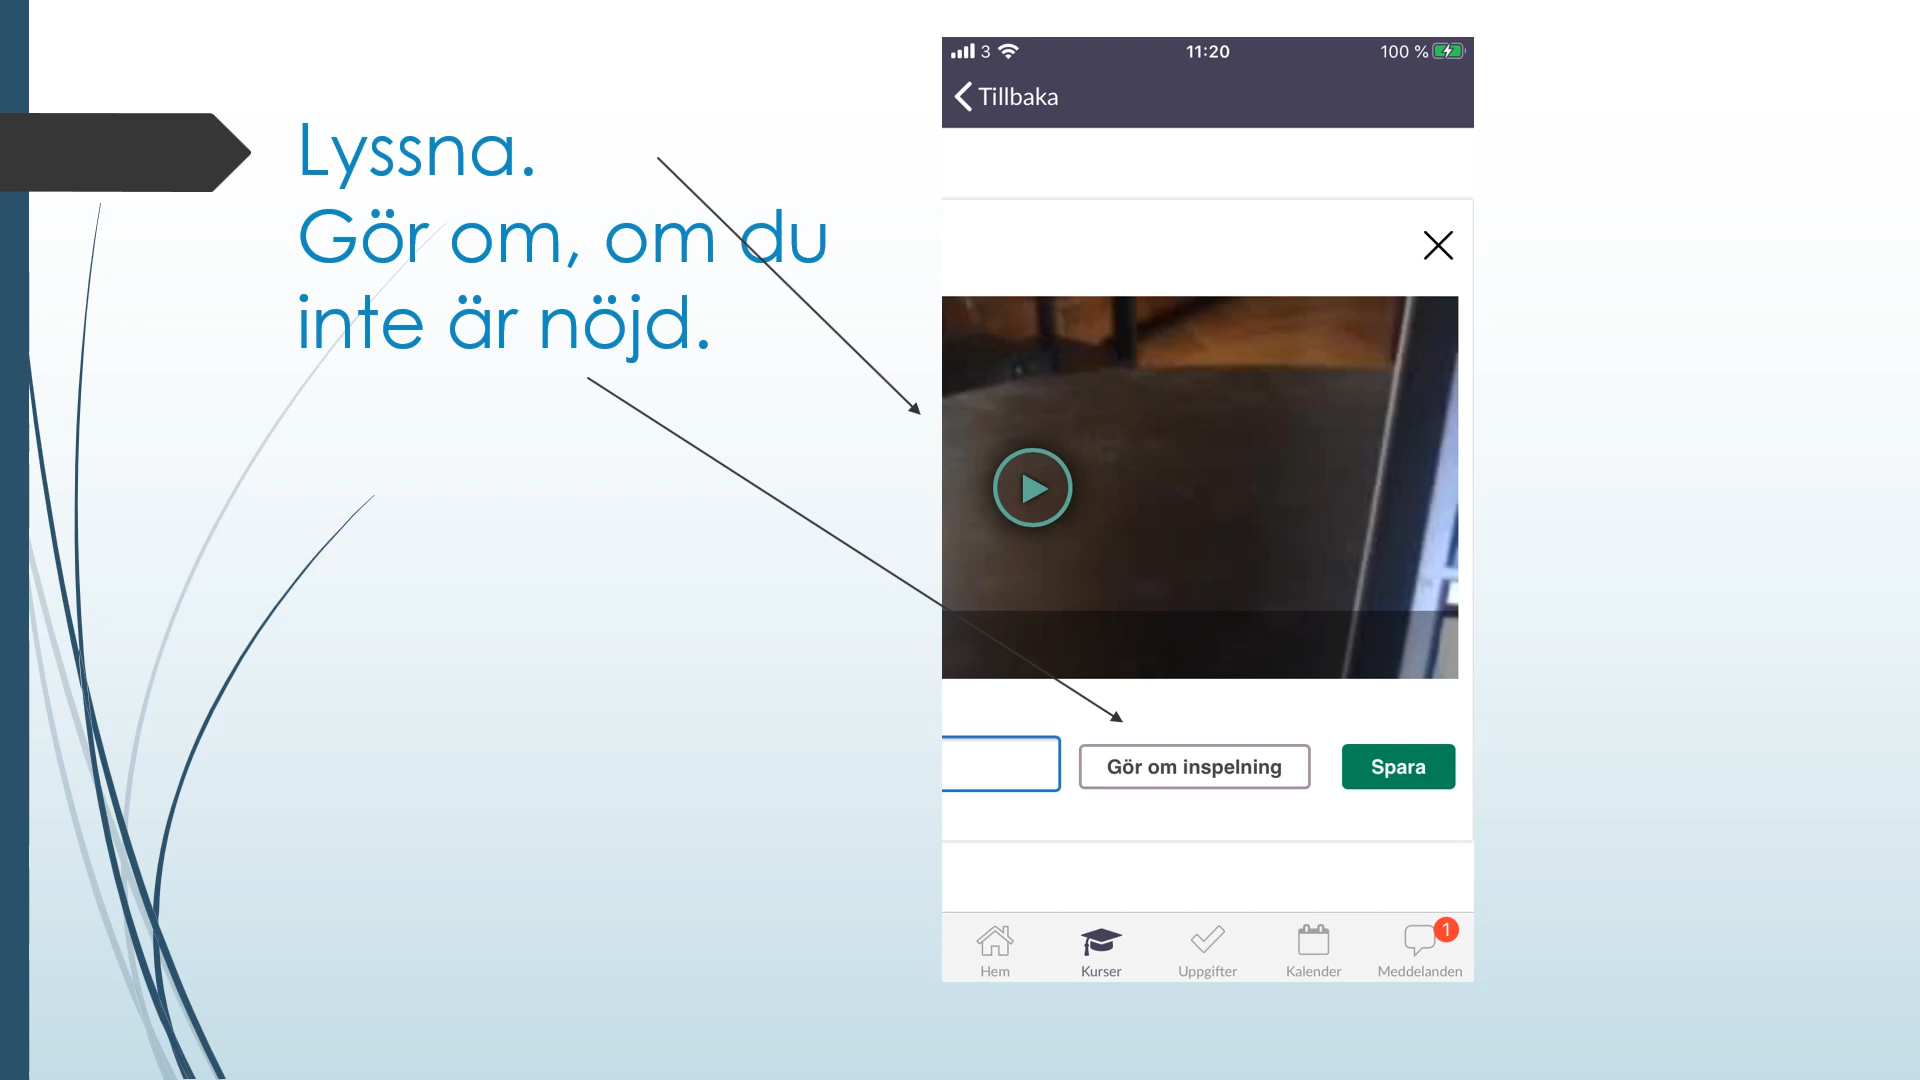 Lyssna.
Gör om, om du
inte är nöjd.
3
11:20
100 %
Tillbaka
Gör om inspelning
Spara
1
Hem
Kurser
Uppgifter
Kalender
Meddelanden